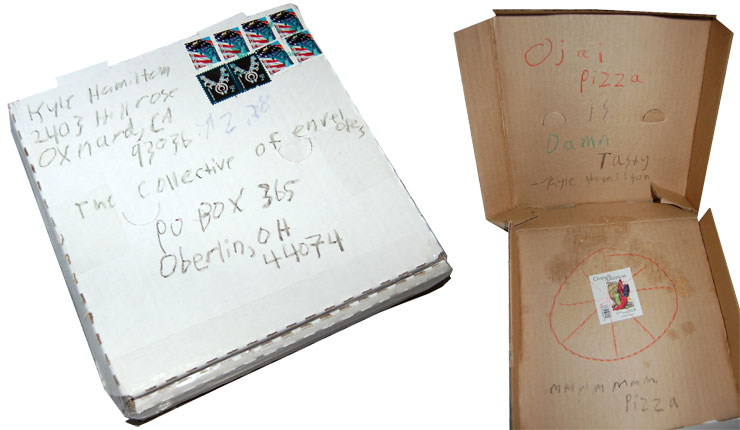 Kyle Hamilton
2403 Hillrose
Oxnard, CA
93036
The Collective of envelopes
PO BOX 365
Oberlin, OH
44074
Ojai
Pizza
IS
Damn
Tasty
-Kyle Hamilton
mmmmmmm
Pizza